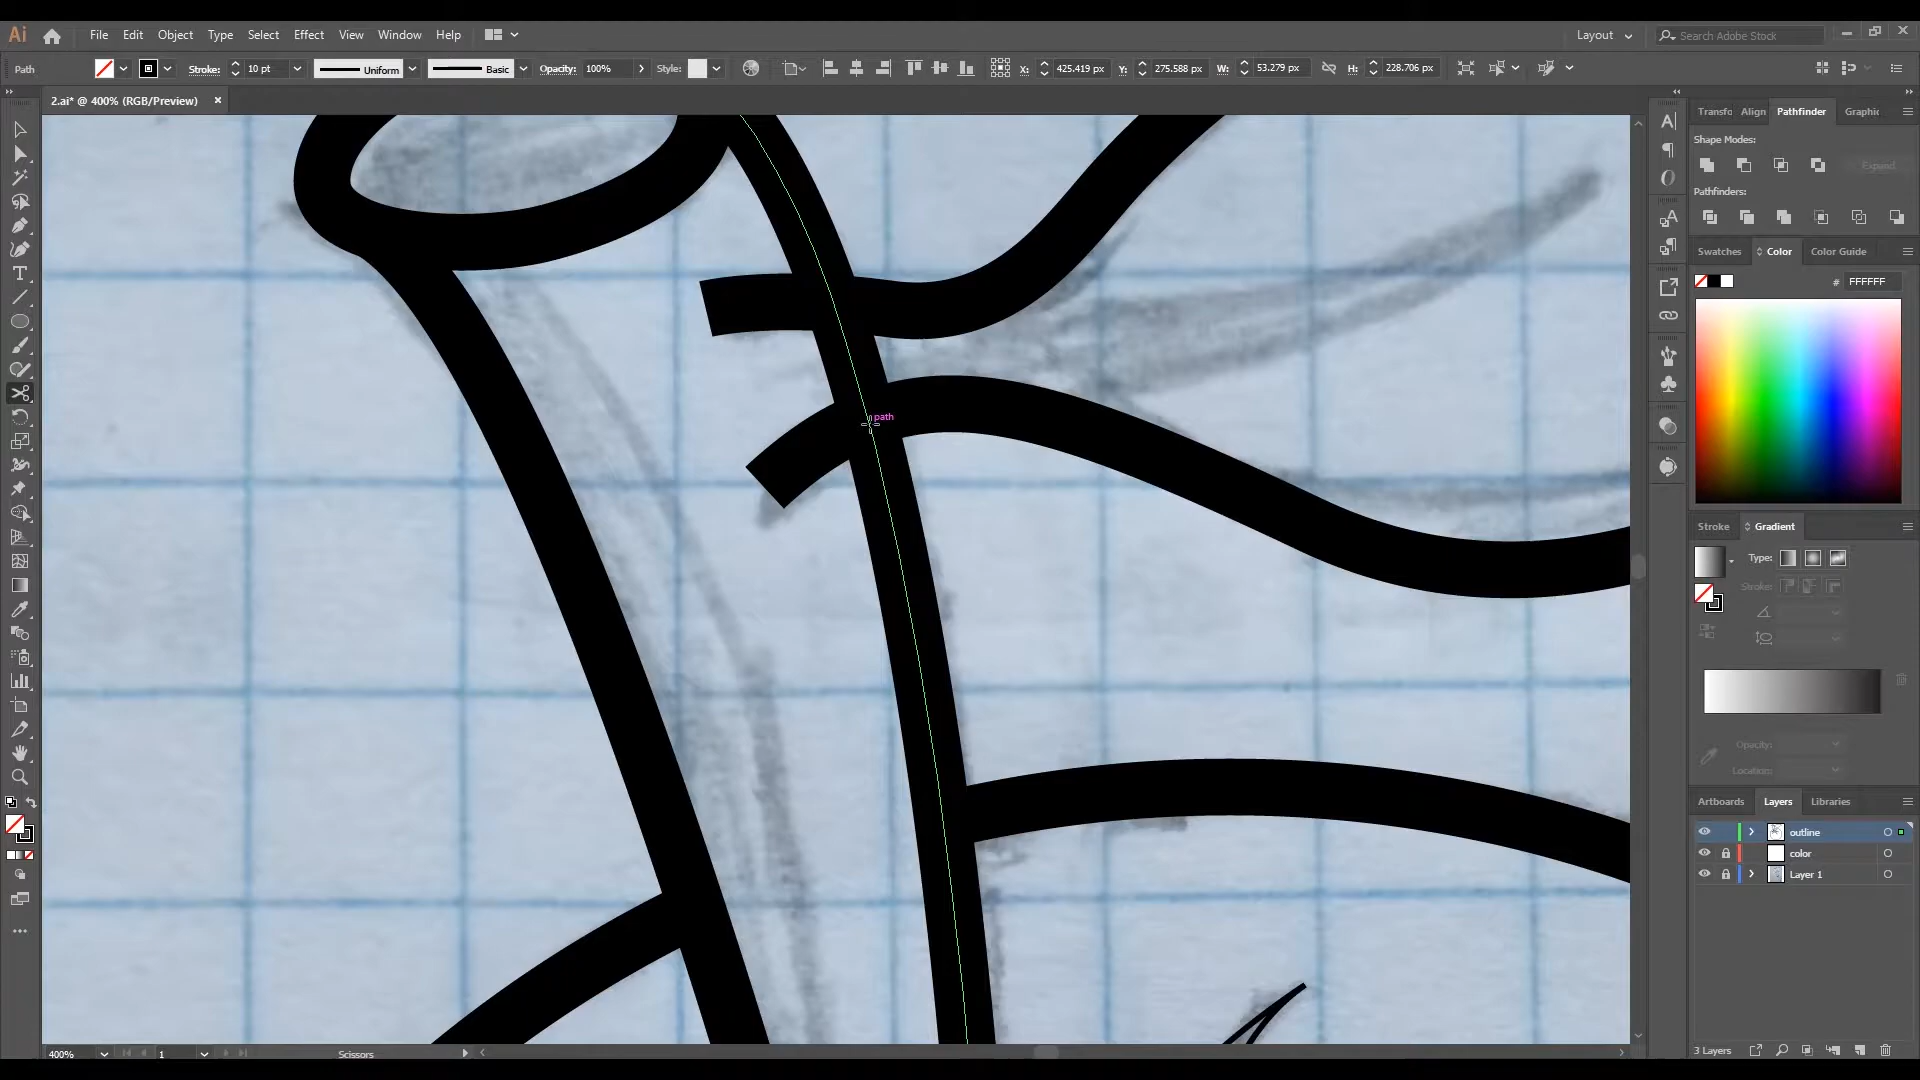 Ai File Edit Object Type Select Effect View Window Help Layout Search Adobe Stock
Path Stroke: 10 pt Uniform Basic Opacity: 100% Style: X: 425.419 px Y: 275.588 px W: 53.279 px H: 228.706 px
2.ai* @ 400% (RGB/Preview) ×
Transfo Align Pathfinder Graphic
Shape Modes:
Expand
Pathfinders:
Swatches Color Color Guide
# FFFFFF
path
Stroke Gradient
Type:
Stroke:
Opacity:
Location:
Artboards Layers Libraries
outline
color
Layer 1
3 Layers
400% 1 Scissors